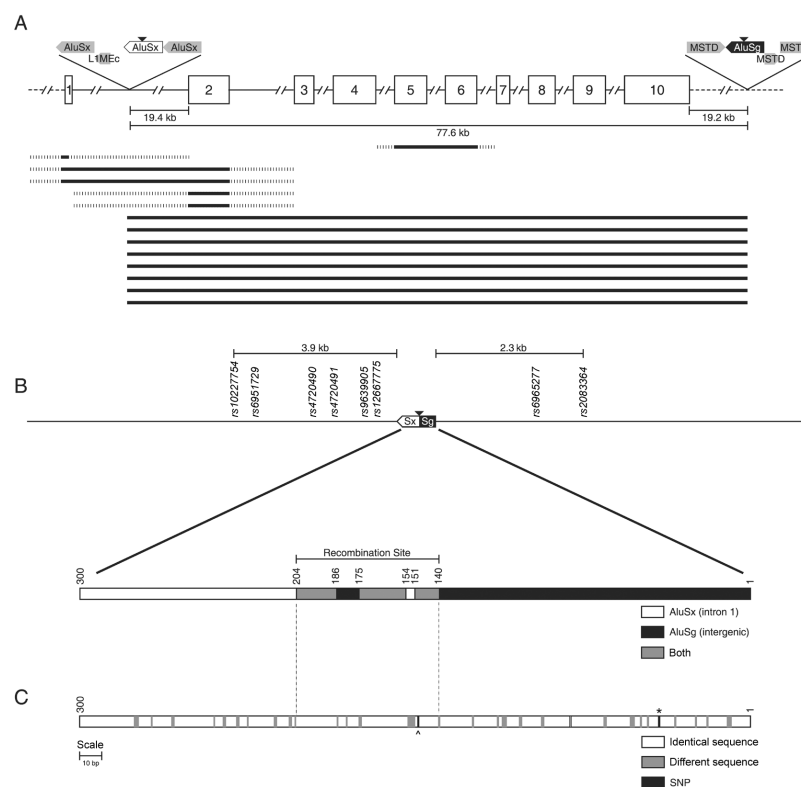 A
AluSx AluSx AluSx
L1MEc
MSTD AluSg MST
MSTD
1 2 3 4 5 6 7 8 9 10
19.4 kb 19.2 kb
77.6 kb
3.9 kb 2.3 kb
B
rs10227754 rs6951729 rs4720490 rs4720491 rs9639905 rs12667775 rs6965277 rs2083364
Sx Sg
Recombination Site
300 204 186 175 154 151 140 1
AluSx (intron 1)
AluSg (intergenic)
Both
C
300 * 1
^
Scale
10 bp
Identical sequence
Different sequence
SNP